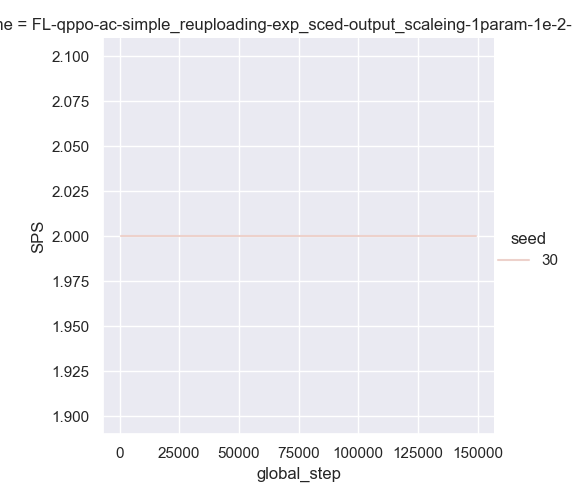 ne = FL-qppo-ac-simple_reuploading-exp_sced-output_scaleing-1param-1e-2-
2.100
2.075
2.050
2.025
2.000
1.975
1.950
1.925
1.900
SPS
0 25000 50000 75000 100000 125000 150000
global_step
seed
30